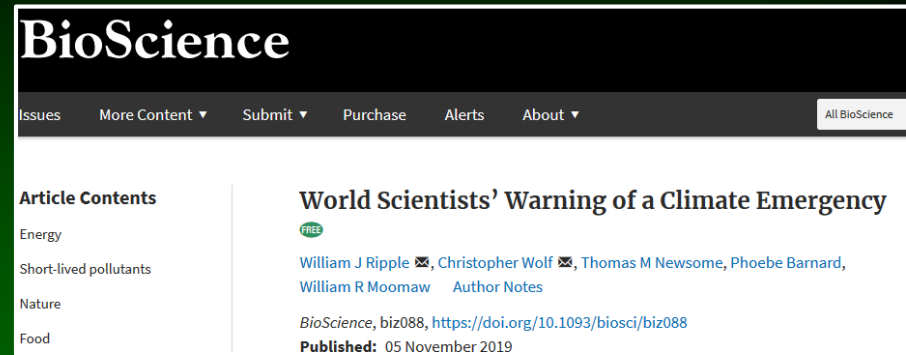 BioScience
Issues More Content ▼ Submit ▼ Purchase Alerts About ▼ All BioScience
Article Contents
Energy
Short-lived pollutants
Nature
Food
World Scientists’ Warning of a Climate Emergency
FREE
William J Ripple ✉, Christopher Wolf ✉, Thomas M Newsome, Phoebe Barnard,
William R Moomaw Author Notes
BioScience, biz088, https://doi.org/10.1093/biosci/biz088
Published: 05 November 2019